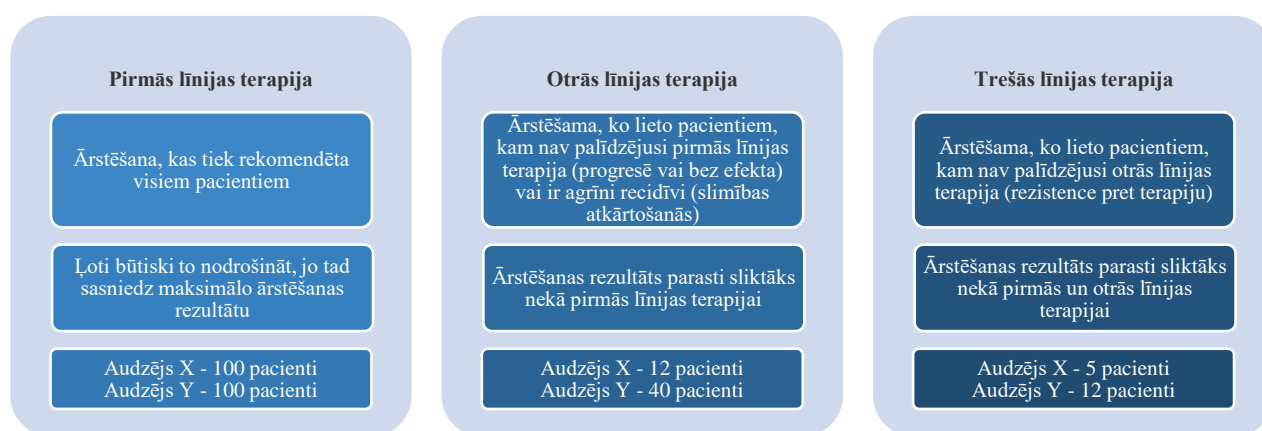 Pirmās līnijas terapija
Ārstēšana, kas tiek rekomendēta
visiem pacientiem
Ļoti būtiski to nodrošināt, jo tad
sasniedz maksimālo ārstēšanas
rezultātu
Audzējs X - 100 pacienti
Audzējs Y - 100 pacienti
Otrās līnijas terapija
Ārstēšama, ko lieto pacientiem,
kam nav palīdzējusi pirmās līnijas
terapija (progresē vai bez efekta)
vai ir agrīni recidīvi (slimības
atkārtošanās)
Ārstēšanas rezultāts parasti sliktāks
nekā pirmās līnijas terapijai
Audzējs X - 12 pacienti
Audzējs Y - 40 pacienti
Trešās līnijas terapija
Ārstēšama, ko lieto pacientiem,
kam nav palīdzējusi otrās līnijas
terapija (rezistence pret terapiju)
Ārstēšanas rezultāts parasti sliktāks
nekā pirmās un otrās līnijas
terapijai
Audzējs X - 5 pacienti
Audzējs Y - 12 pacienti